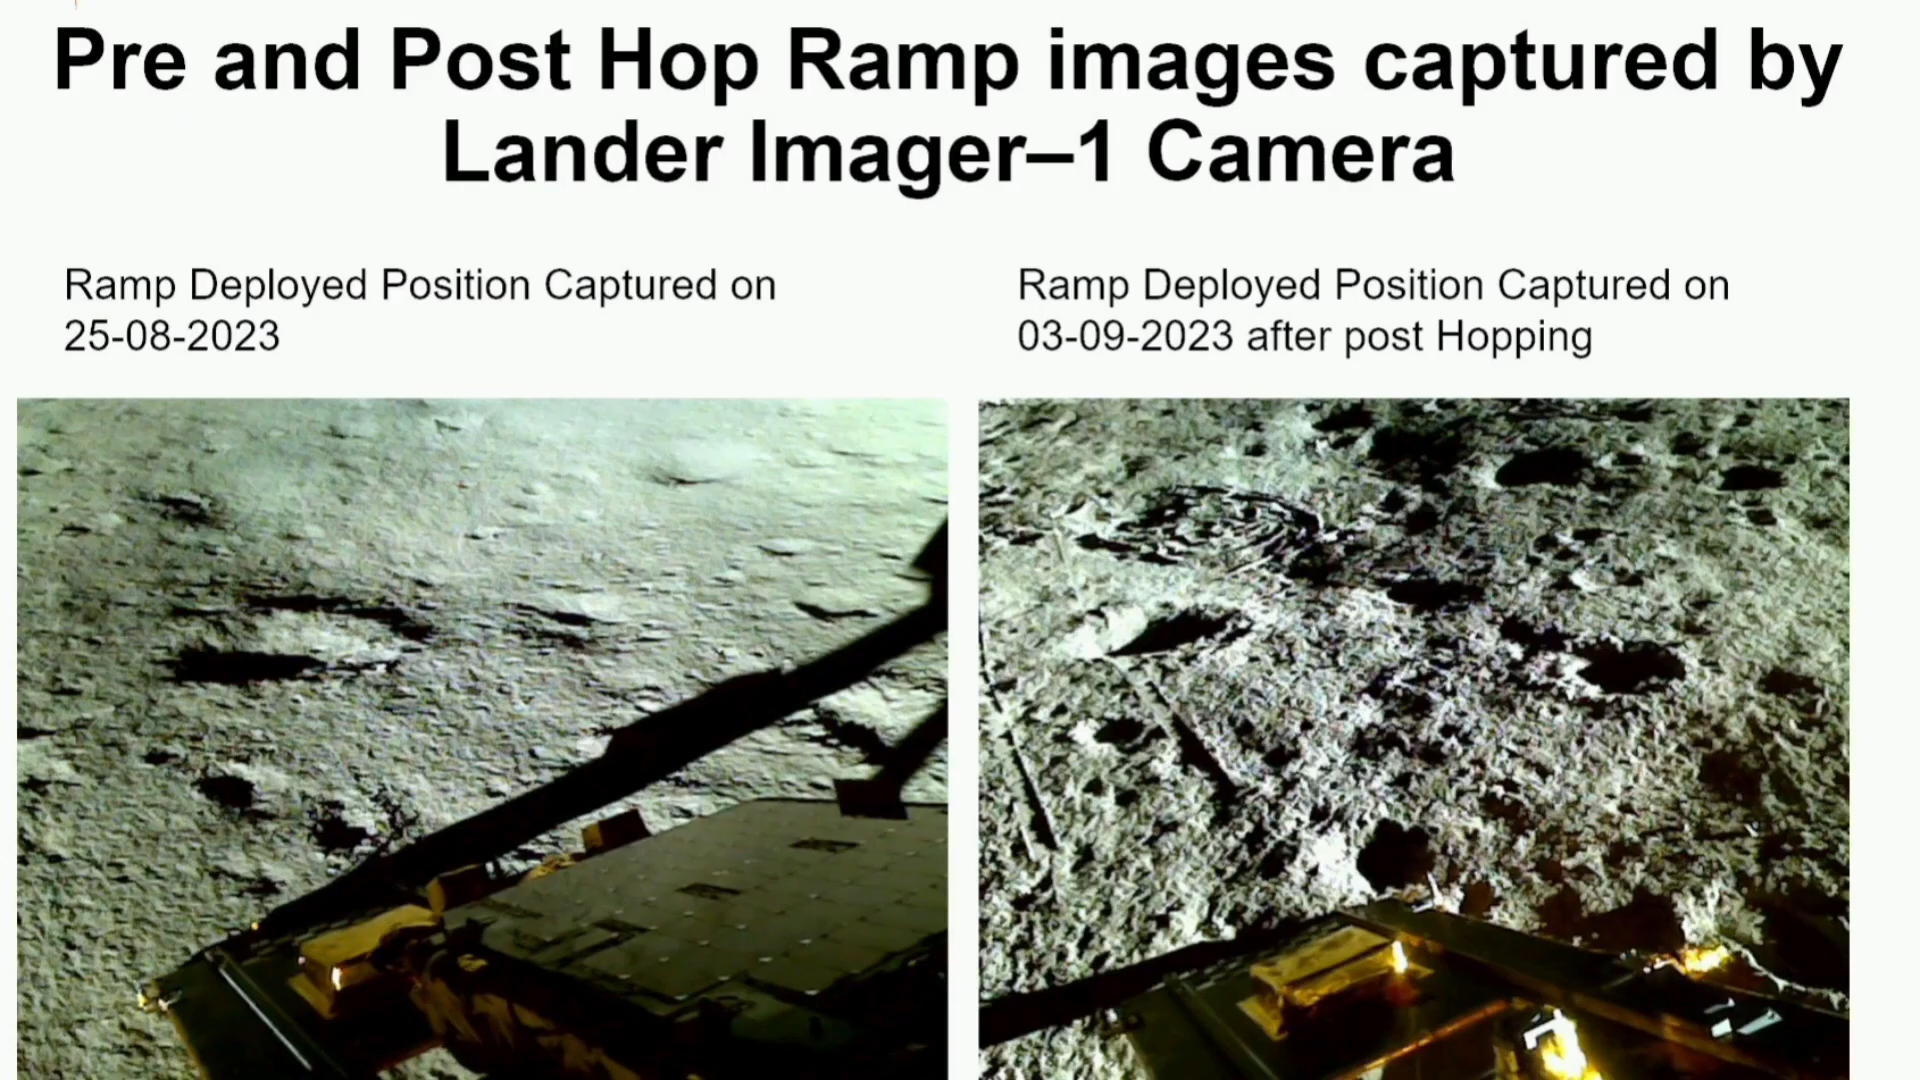 Pre and Post Hop Ramp images captured by
Lander Imager–1 Camera
Ramp Deployed Position Captured on
25-08-2023
Ramp Deployed Position Captured on
03-09-2023 after post Hopping